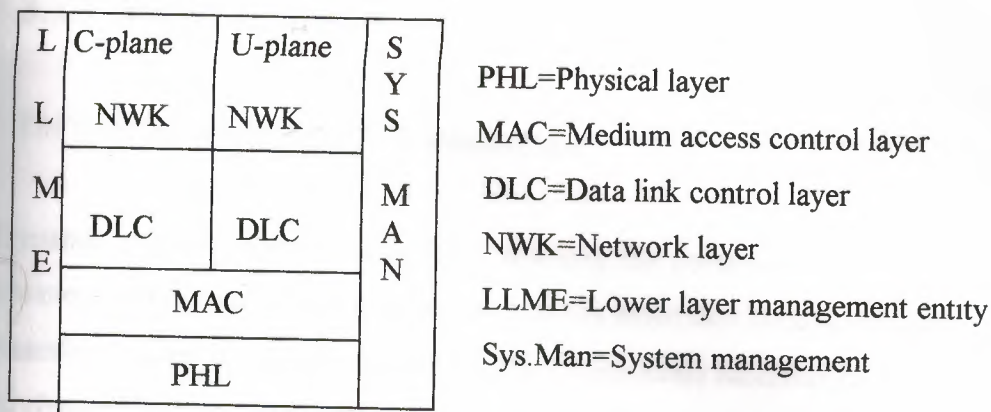 L
L
M
E
C-plane
U-plane
NWK
NWK
DLC
DLC
MAC
PHL
S
Y
S
M
A
N
PHL=Physical layer
MAC=Medium access control layer
DLC=Data link control layer
NWK=Network layer
LLME=Lower layer management entity
Sys.Man=System management